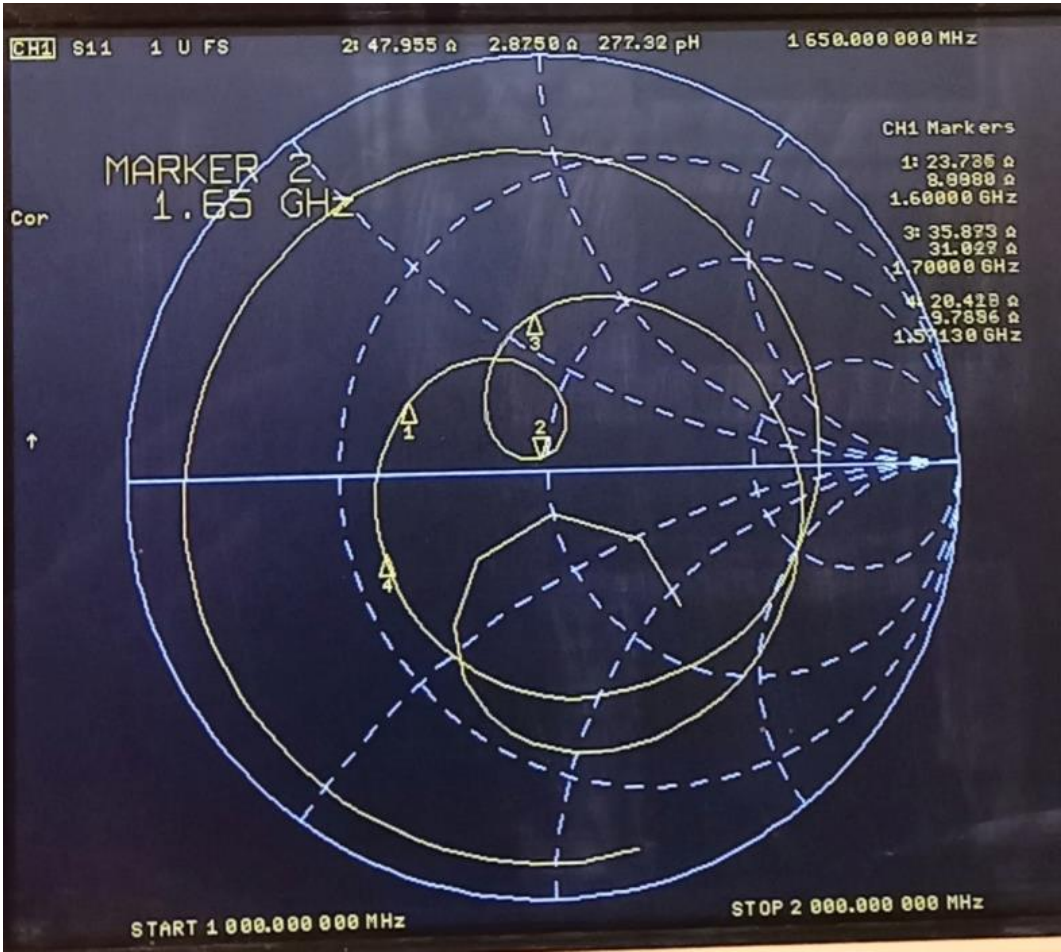 CH1 S11 1 U FS 2: 47.955 Ω 2.8750 Ω 277.32 pH 1 650.000 000 MHz
CH1 Markers
MARKER 2
1.65 GHz
Cor
1: 23.736 Ω
8.9980 Ω
1.60000 GHz
3: 35.873 Ω
31.027 Ω
1.70000 GHz
4: 20.418 Ω
-9.7896 Ω
1.57130 GHz
3
1
2
4
START 1 000.000 000 MHz
STOP 2 000.000 000 MHz